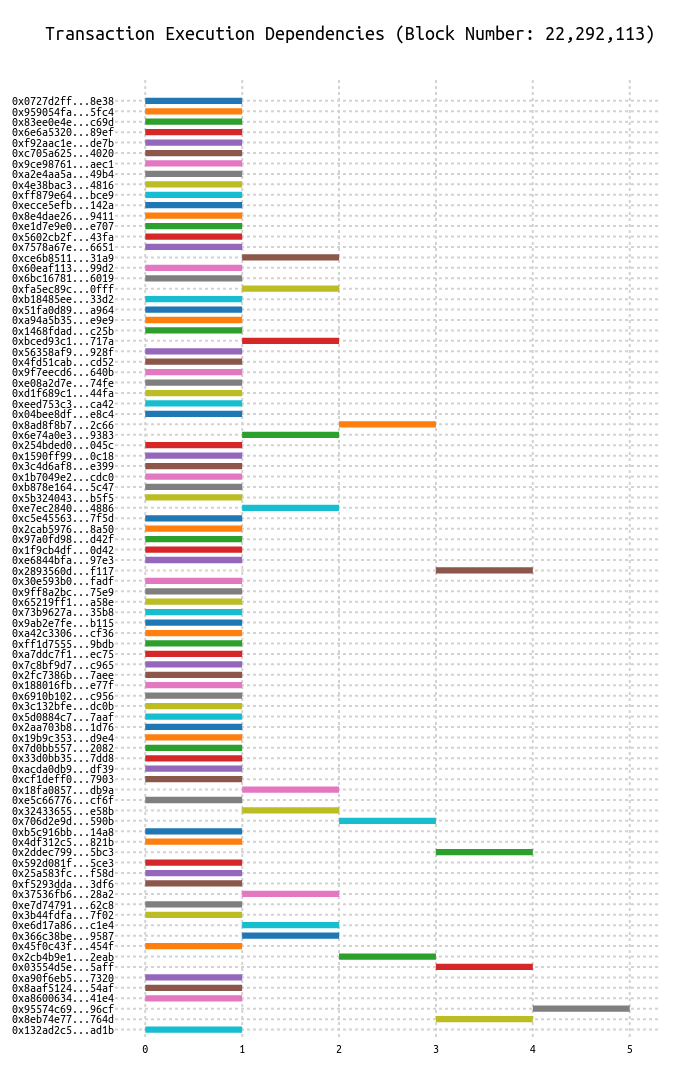 Transaction Execution Dependencies (Block Number: 22,292,113)
0x0727d2ff...8e38
0x959054fa...5fc4
0x83ee0e4e...c69d
0x6e6a5320...89ef
0xf92aac1e...de7b
0xc705a625...4020
0x9ce98761...aec1
0xa2e4aa5a...49b4
0x4e38bac3...4816
0xff879e64...bce9
0xecce5efb...142a
0x8e4dae26...9411
0xe1d7e9e0...e707
0x5602cb2f...43fa
0x7578a67e...6651
0xce6b8511...31a9
0x60eaf113...99d2
0x6bc16781...6019
0xfa5ec89c...0fff
0xb18485ee...33d2
0x51fa0d89...a964
0xa94a5b35...e9e9
0x1468fdad...c25b
0xbced93c1...717a
0x56358af9...928f
0x4fd51cab...cd52
0x9f7eecd6...640b
0xe08a2d7e...74fe
0xd1f689c1...44fa
0xeed753c3...ca42
0x04bee8df...e8c4
0x8ad8f8b7...2c66
0x6e74a0e3...9383
0x254bded0...045c
0x1590ff99...0c18
0x3c4d6af8...e399
0x1b7049e2...cdc0
0xb878e164...5c47
0x5b324043...b5f5
0xe7ec2840...4886
0xc5e45563...7f5d
0x2cab5976...8a50
0x97a0fd98...d42f
0x1f9cb4df...0d42
0xe6844bfa...97e3
0x2893560d...f117
0x30e593b0...fadf
0x9ff8a2bc...75e9
0x65219ff1...a58e
0x73b9627a...35b8
0x9ab2e7fe...b115
0xa42c3306...cf36
0xff1d7555...9bdb
0xa7ddc7f1...ec75
0x7c8bf9d7...c965
0x2fc7386b...7aee
0x188016fb...e77f
0x6910b102...c956
0x3c132bfe...dc0b
0x5d0884c7...7aaf
0x2aa703b8...1d76
0x19b9c353...d9e4
0x7d0bb557...2082
0x33d0bb35...7dd8
0xacda0db9...df39
0xcf1deff0...7903
0x18fa0857...db9a
0xe5c66776...cf6f
0x32433655...e58b
0x706d2e9d...590b
0xb5c916bb...14a8
0x4df312c5...821b
0x2ddec799...5bc3
0x592d081f...5ce3
0x25a583fc...f58d
0xf5293dda...3df6
0x37536fb6...28a2
0xe7d74791...62c8
0x3b44fdfa...7f02
0xe6d17a86...c1e4
0x366c38be...9587
0x45f0c43f...454f
0x2cb4b9e1...2eab
0x03554d5e...5aff
0xa90f6eb5...7320
0x8aaf5124...54af
0xa8600634...41e4
0x95574c69...96cf
0x8eb74e77...764d
0x132ad2c5...ad1b
0 1 2 3 4 5